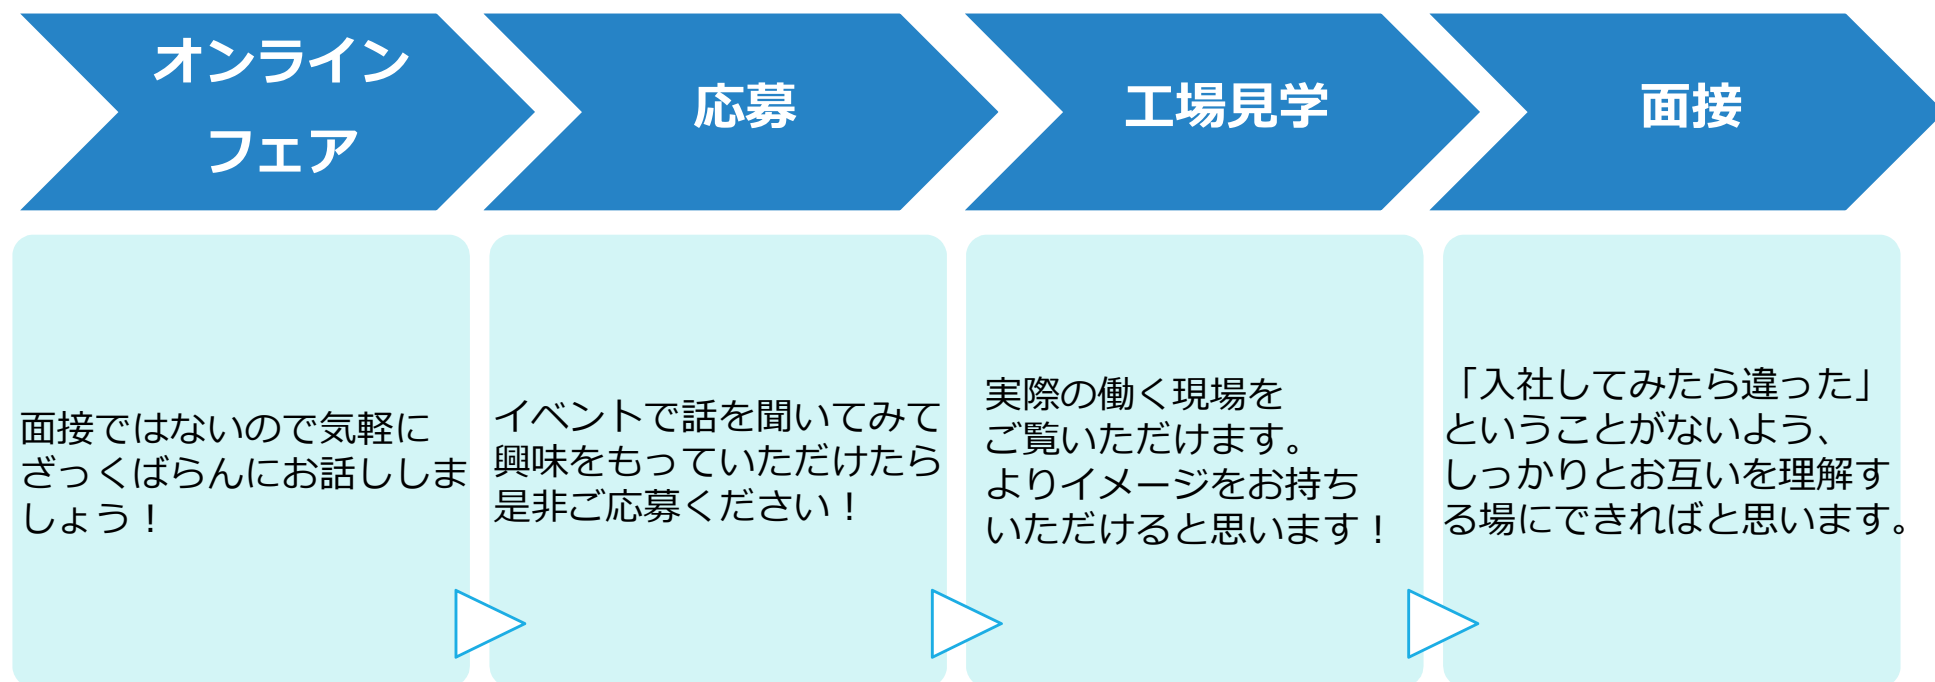 オンライン
フェア
応募
工場見学
面接
面接ではないので気軽に
ざっくばらんにお話ししま
しょう！
イベントで話を聞いてみて
興味をもっていただけたら
是非ご応募ください！
実際の働く現場を
ご覧いただけます。
よりイメージをお持ち
いただけると思います！
「入社してみたら違った」
ということがないよう、
しっかりとお互いを理解す
る場にできればと思います。